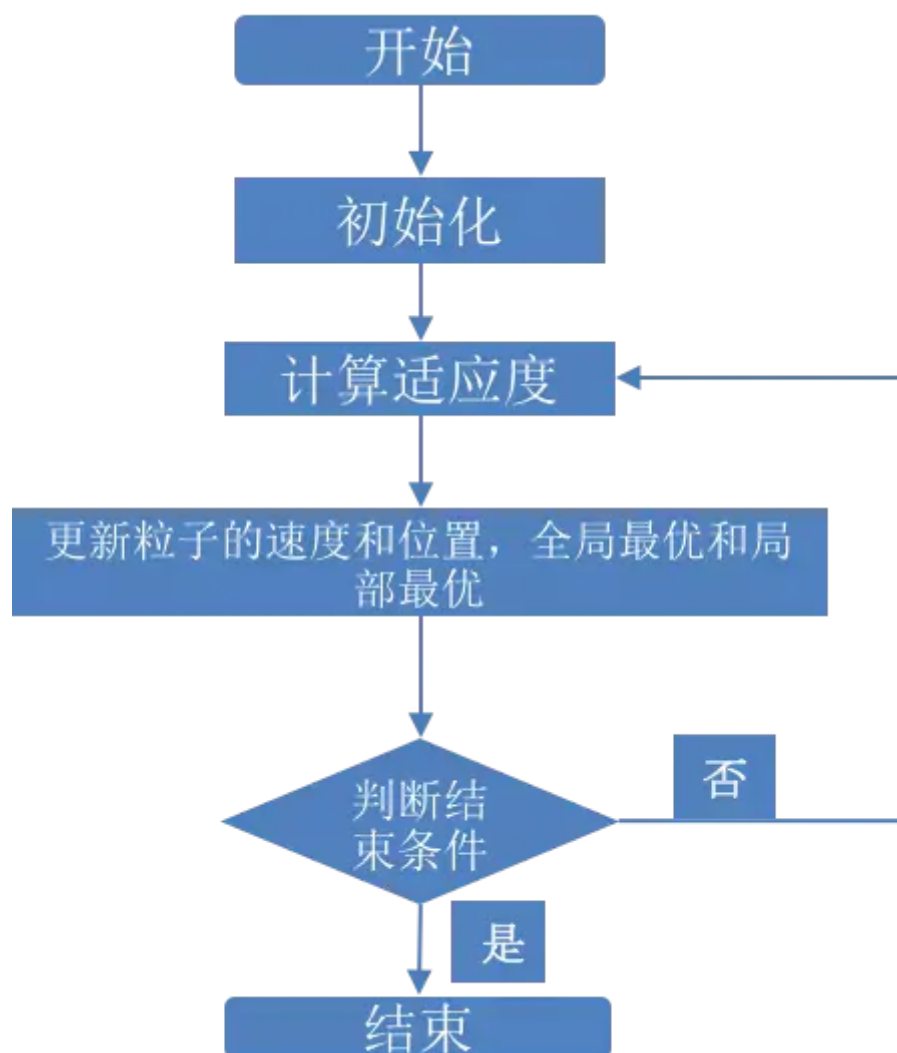 开始
初始化
计算适应度
更新粒子的速度和位置，全局最优和局
部最优
否
判断结
束条件
是
结束